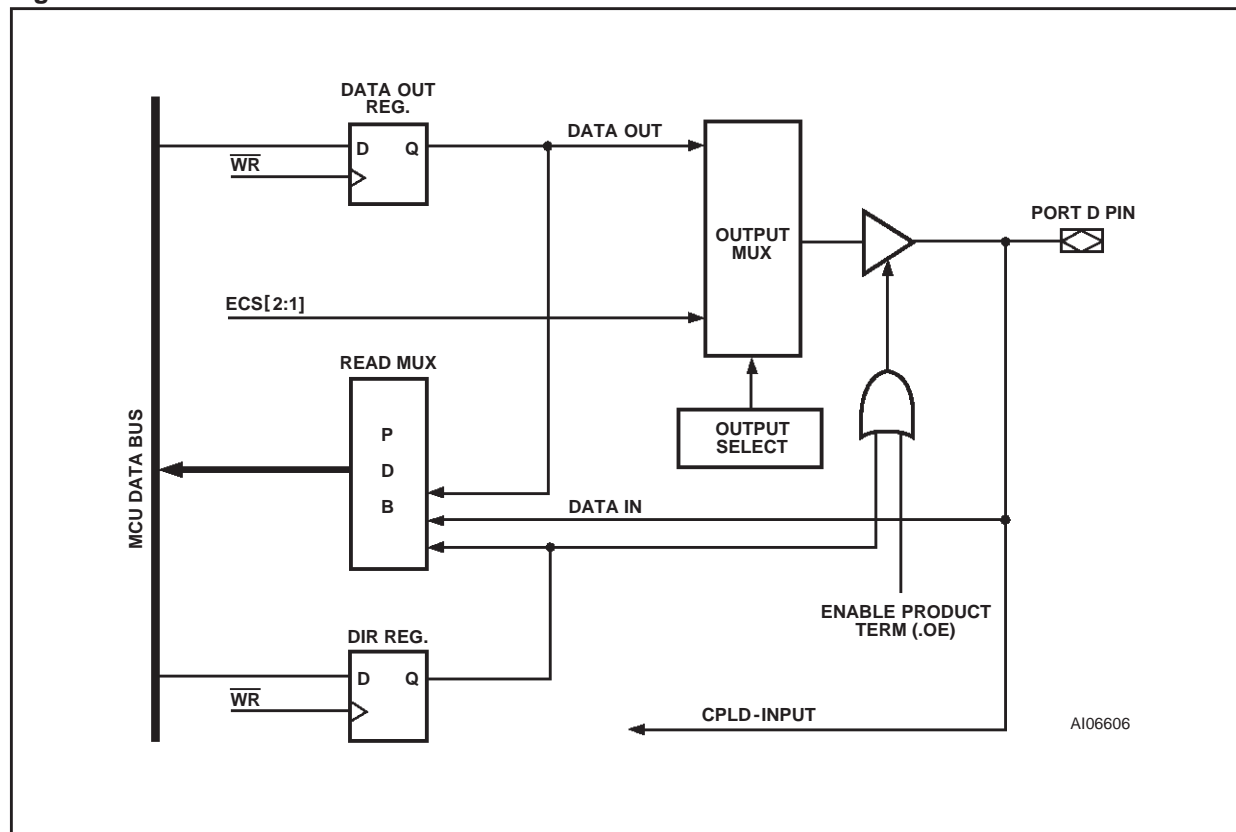 DATA OUT
REG.
D Q
WR
DATA OUT
OUTPUT
MUX
PORT D PIN
ECS[2:1]
READ MUX
P
D
B
OUTPUT
SELECT
MCU DATA BUS
DATA IN
ENABLE PRODUCT
TERM (.OE)
DIR REG.
D Q
WR
CPLD-INPUT
AI06606